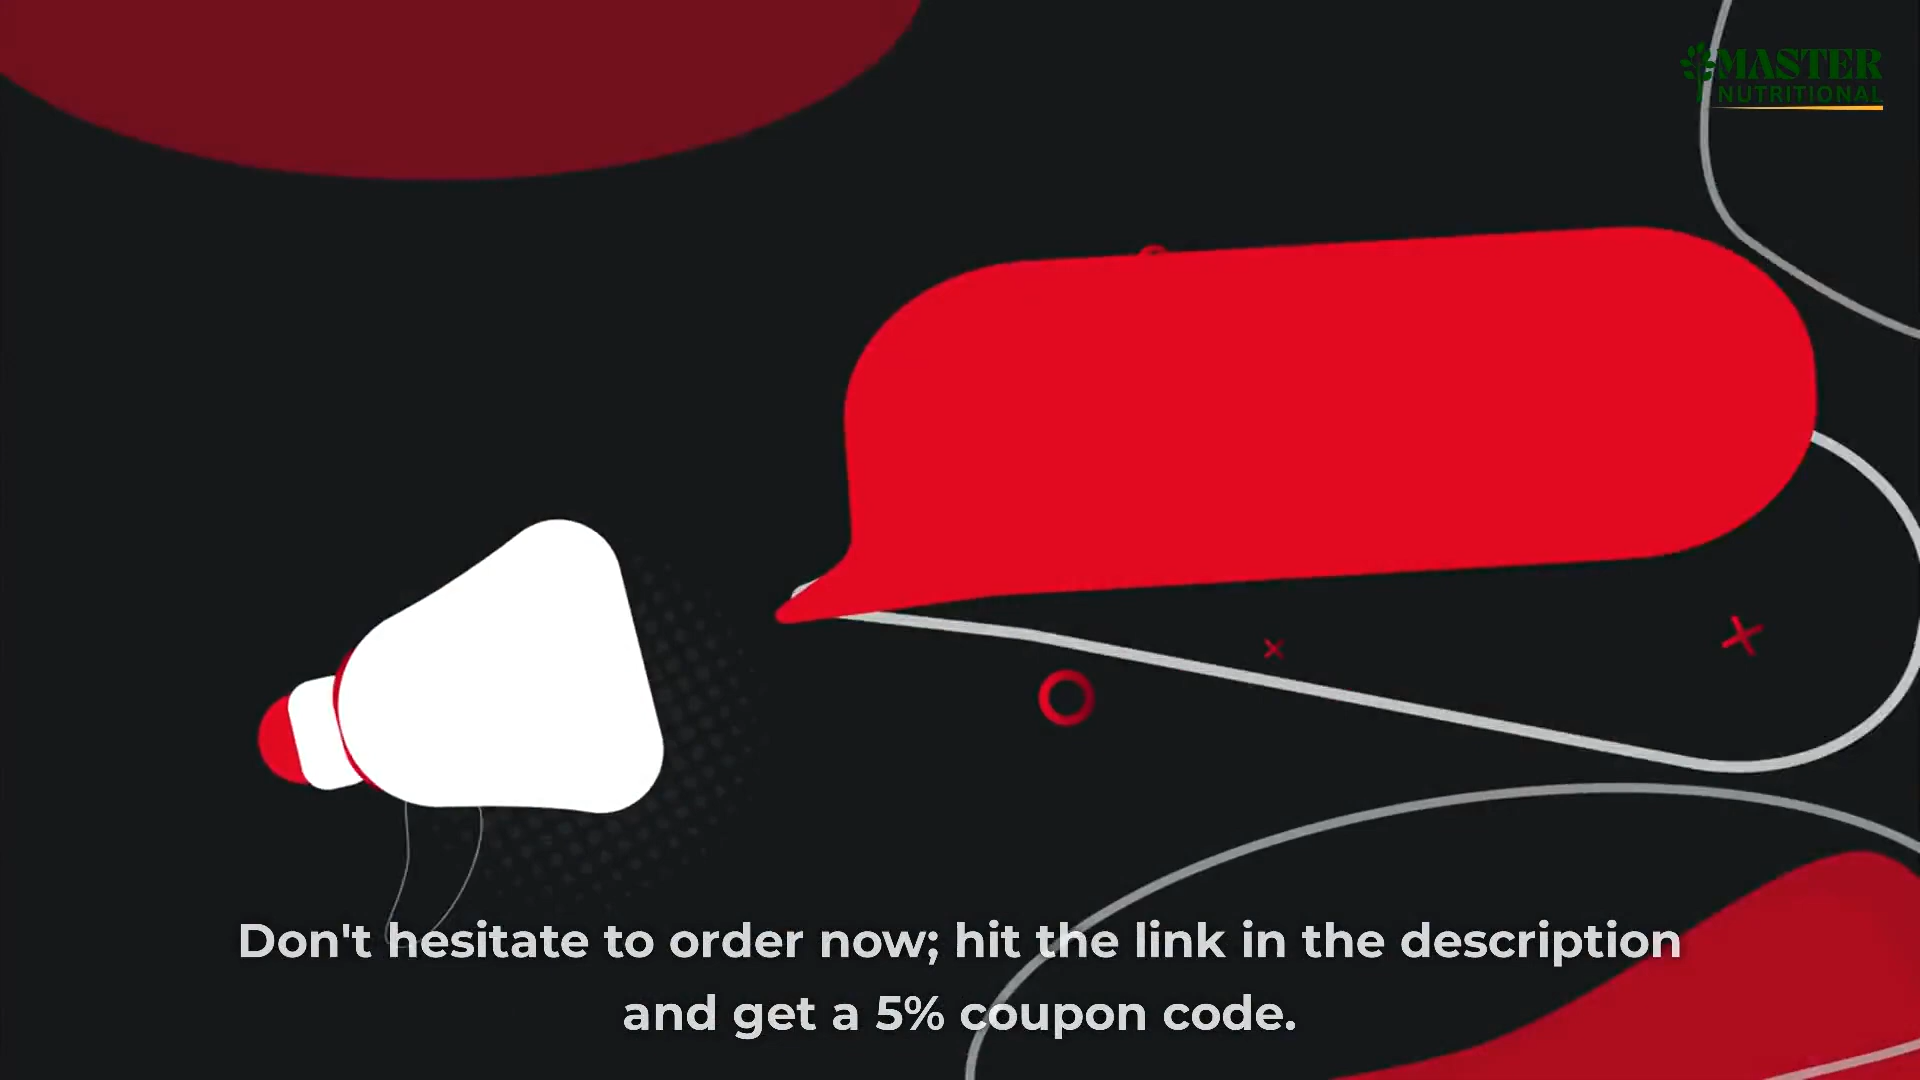 MASTER
NUTRITIONAL
Don't hesitate to order now; hit the link in the description
and get a 5% coupon code.